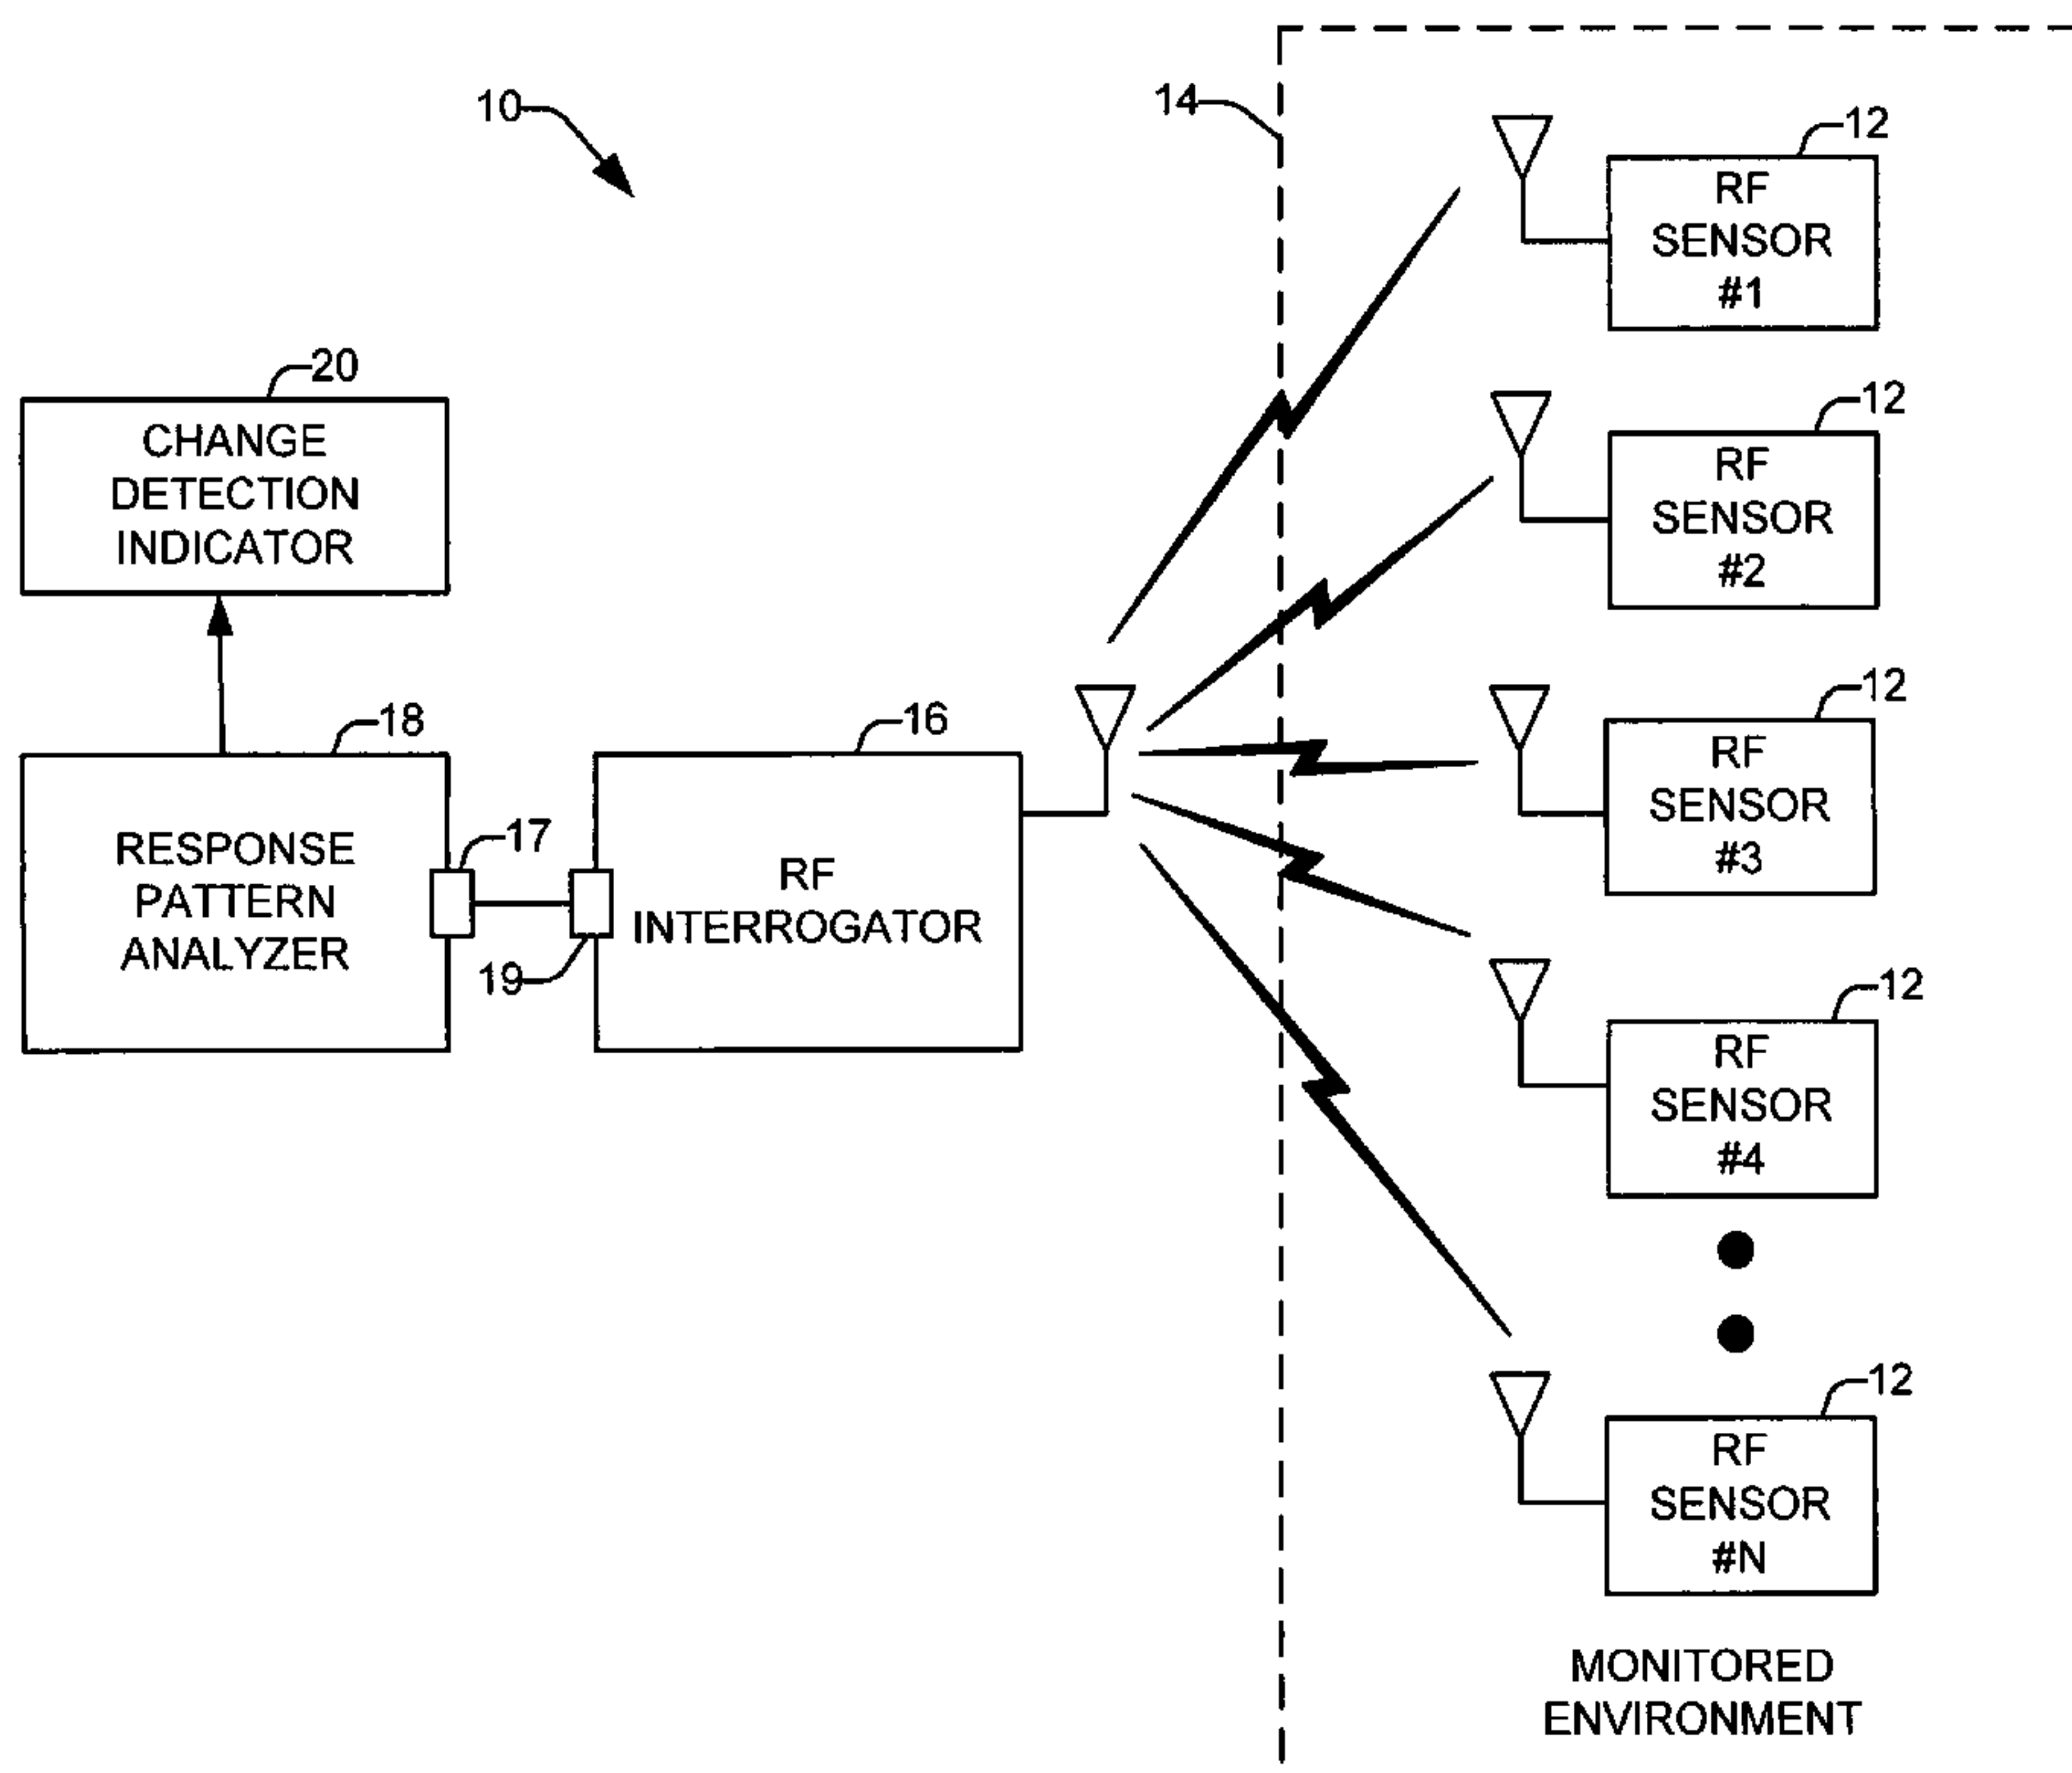 10
14
12
RF
SENSOR
#1
20
CHANGE
DETECTION
INDICATOR
12
RF
SENSOR
#2
18
RESPONSE
PATTERN
ANALYZER
17
19
16
RF
INTERROGATOR
12
RF
SENSOR
#3
12
RF
SENSOR
#4
12
RF
SENSOR
#N
MONITORED
ENVIRONMENT